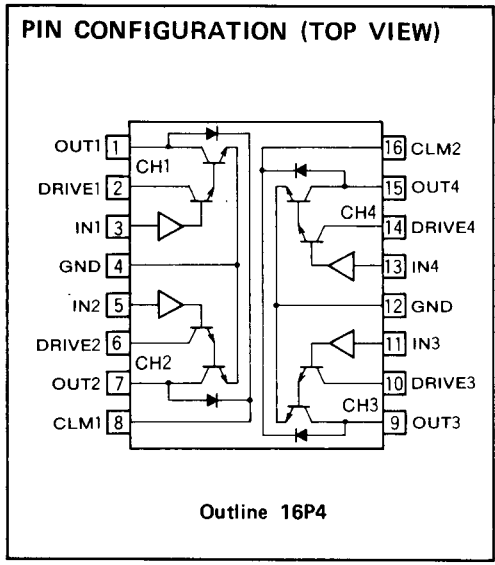 PIN CONFIGURATION (TOP VIEW)
OUT1 1
CH1
DRIVE1 2
IN1 3
GND 4
IN2 5
DRIVE2 6
CH2
OUT2 7
CLM1 8
16 CLM2
15 OUT4
CH4
14 DRIVE4
13 IN4
12 GND
11 IN3
10 DRIVE3
CH3
9 OUT3
Outline 16P4